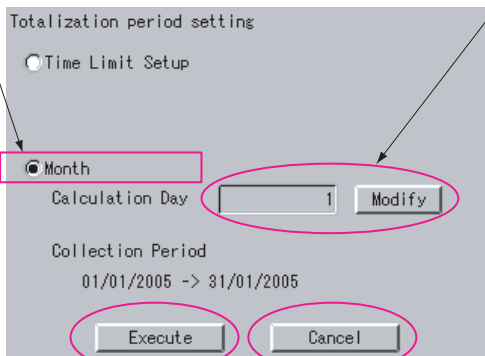 Totalization period setting
Time Limit Setup
Month
Calculation Day 1 Modify
Collection Period
01/01/2005 -> 31/01/2005
Execute Cancel